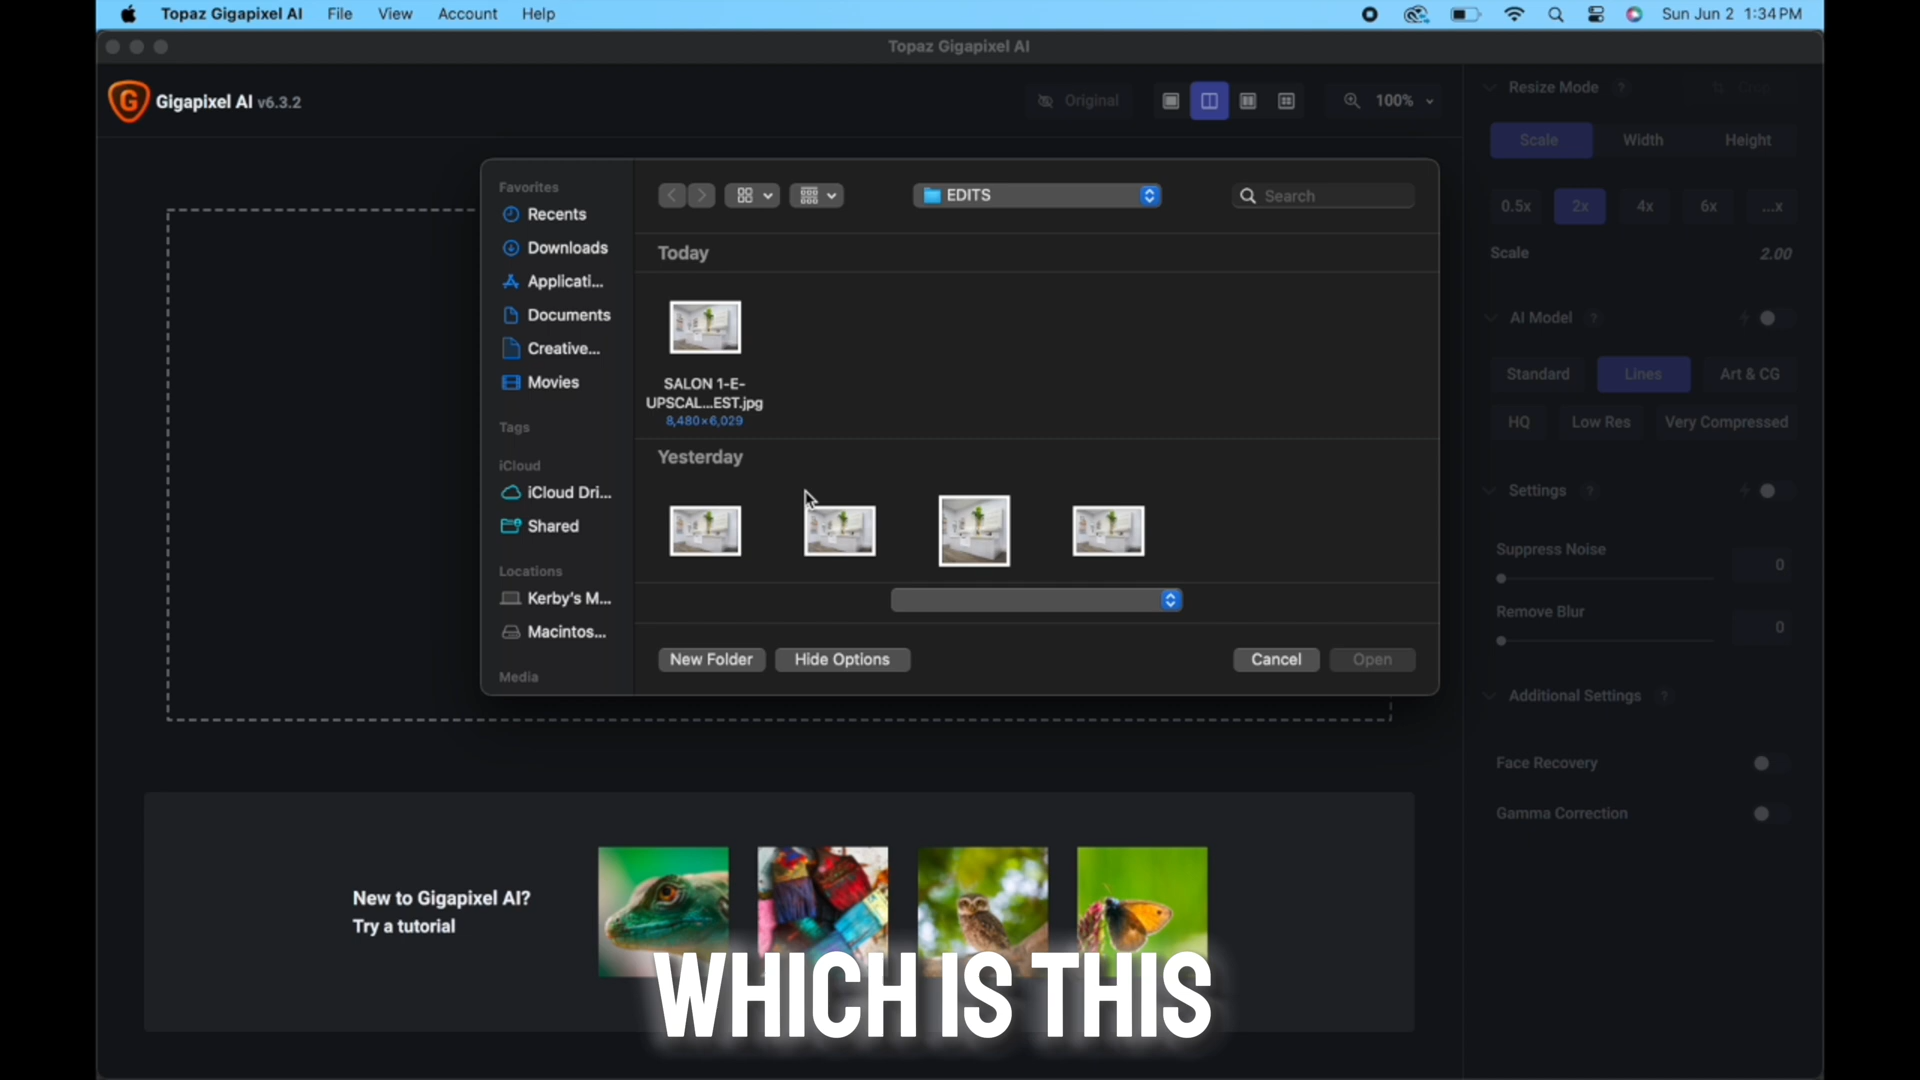 Topaz Gigapixel AI File View Account Help Sun Jun 2 1:34 PM
Topaz Gigapixel AI
G Gigapixel AI v6.3.2
Original
100%
Resize Mode ?
Crop
Scale Width Height
0.5x 2x 4x 6x ...x
Scale 2.00
AI Model ?
Standard Lines Art & CG
HQ Low Res Very Compressed
Settings ?
Suppress Noise
0
Remove Blur
0
Additional Settings ?
Face Recovery
Gamma Correction
Favorites
Recents
Downloads
Applicati...
Documents
Creative...
Movies
Tags
iCloud
iCloud Dri...
Shared
Locations
Kerby's M...
Macintos...
Media
EDITS
Search
Today
SALON 1-E-
UPSCAL...EST.jpg
8,480×6,029
Yesterday
New Folder Hide Options Cancel Open
New to Gigapixel AI?
Try a tutorial
WHICH IS THIS